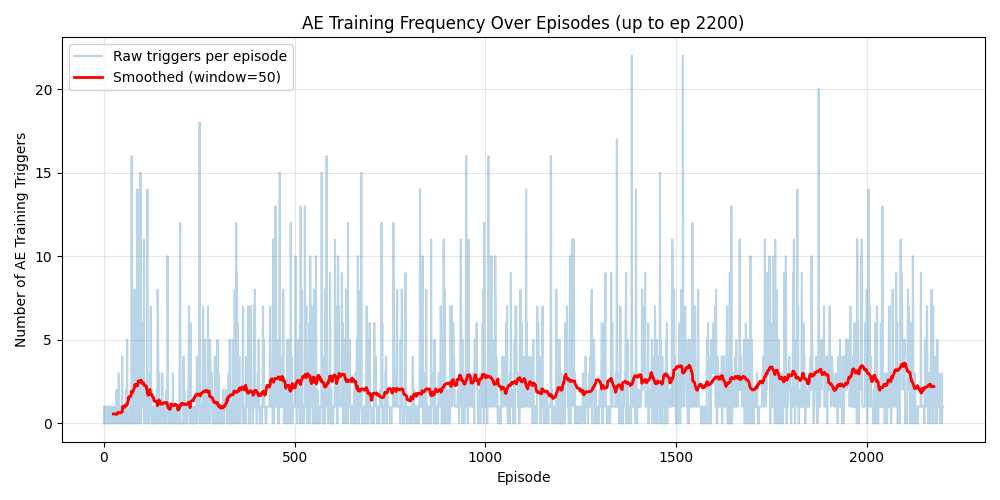 AE Training Frequency Over Episodes (up to ep 2200)
Raw triggers per episode
Smoothed (window=50)
Number of AE Training Triggers
20
15
10
5
0
0 500 1000 1500 2000
Episode